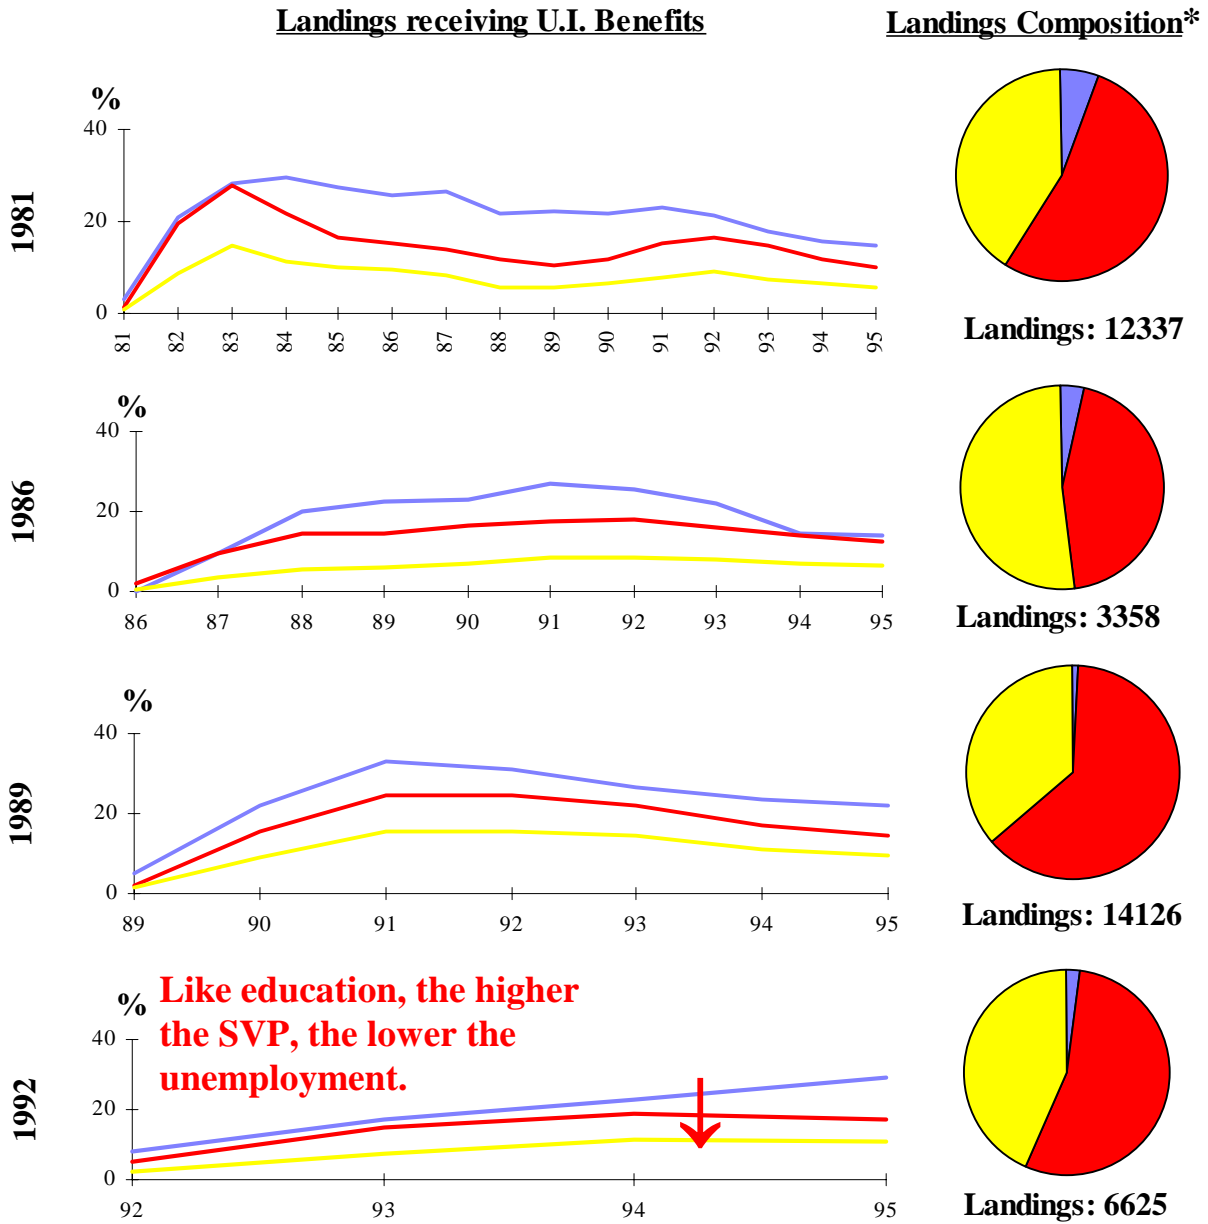 Landings receiving U.I. Benefits
Landings Composition*
1981
%
40
20
0
81 82 83 84 85 86 87 88 89 90 91 92 93 94 95
Landings: 12337
1986
%
40
20
0
86 87 88 89 90 91 92 93 94 95
Landings: 3358
1989
%
40
20
0
89 90 91 92 93 94 95
Landings: 14126
1992
%
40
20
0
Like education, the higher
the SVP, the lower the
unemployment.
92 93 94 95
Landings: 6625